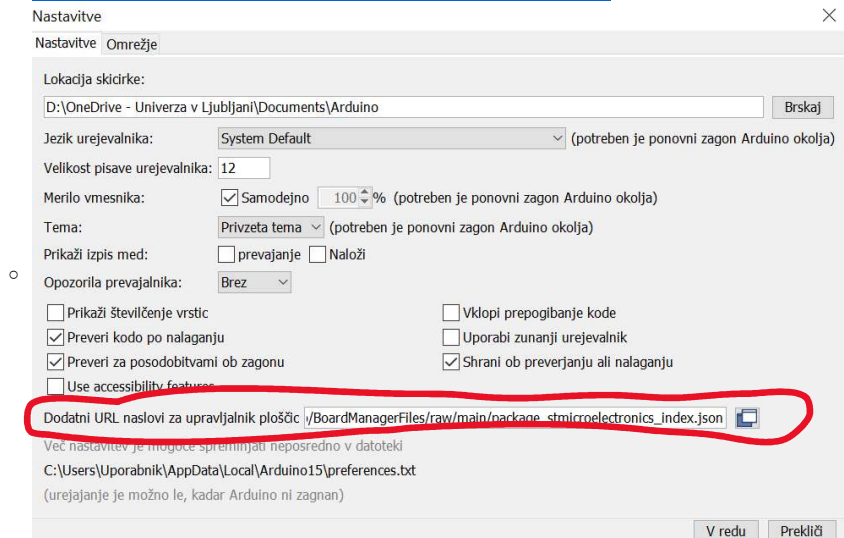 Nastavitve
Nastavitve Omrežje
Lokacija skicirke:
D:\OneDrive - Univerza v Ljubljani\Documents\Arduino Brskaj
Jezik urejevalnika: System Default (potreben je ponovni zagon Arduino okolja)
Velikost pisave urejevalnika: 12
Merilo vmesnika: Samodejno 100 % (potreben je ponovni zagon Arduino okolja)
Tema: Privzeta tema (potreben je ponovni zagon Arduino okolja)
Prikaži izpis med: prevajanje Naloži
Opozorila prevajalnika: Brez
Prikaži številčenje vrstic Vklopi prepogibanje kode
Preveri kodo po nalaganju Uporabi zunanji urejevalnik
Preveri za posodobitvami ob zagonu Shrani ob preverjanju ali nalaganju
Use accessibility features
Dodatni URL naslovi za upravljalnik ploščic /BoardManagerFiles/raw/main/package_stmicroelectronics_index.json
Več nastavitev je mogoče spreminjati neposredno v datoteki
C:\Users\Uporabnik\AppData\Local\Arduino15\preferences.txt
(urejajanje je možno le, kadar Arduino ni zagnan)
V redu Prekliči